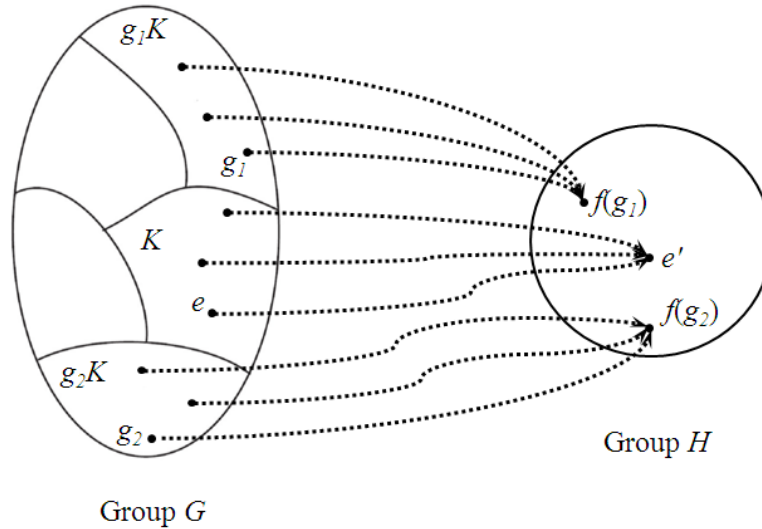 g₁K
g₁
K
e
g₂K
g₂
f(g₁)
e'
f(g₂)
Group H
Group G